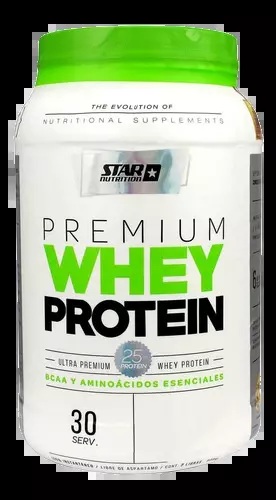 THE EVOLUTION OF
NUTRITIONAL SUPPLEMENTS
STAR
NUTRITION
PREMIUM
WHEY
PROTEIN
ULTRA PREMIUM 25 PROTEIN WHEY PROTEIN
BCAA Y AMINOÁCIDOS ESENCIALES
30
SERV.